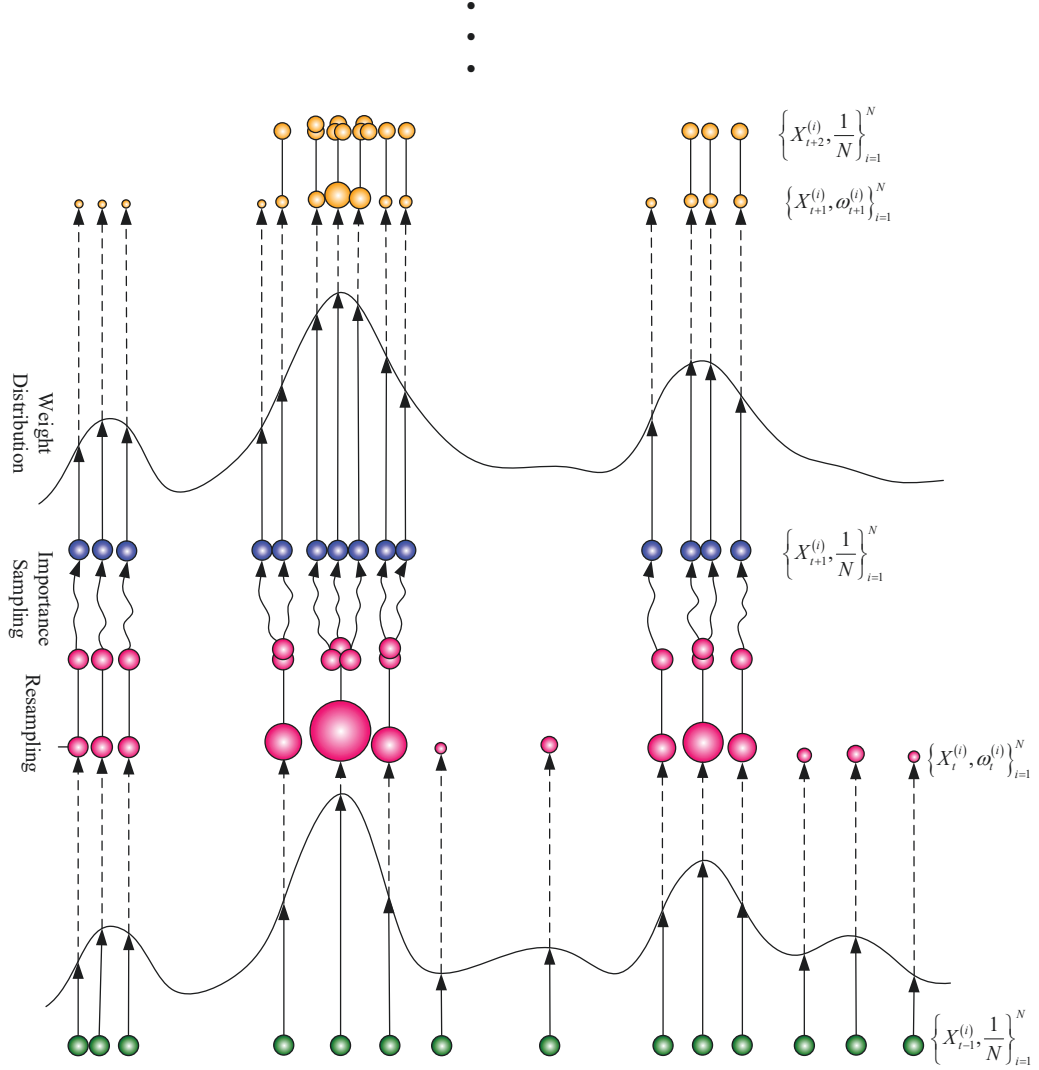 {X_{t+2}^{(i)}, 1/N}_{i=1}^{N}
{X_{t+1}^{(i)}, ω_{t+1}^{(i)}}_{i=1}^{N}
Weight
Distribution
{X_{t+1}^{(i)}, 1/N}_{i=1}^{N}
Importance
Sampling
Resampling
{X_t^{(i)}, ω_t^{(i)}}_{i=1}^{N}
{X_{t-1}^{(i)}, 1/N}_{i=1}^{N}